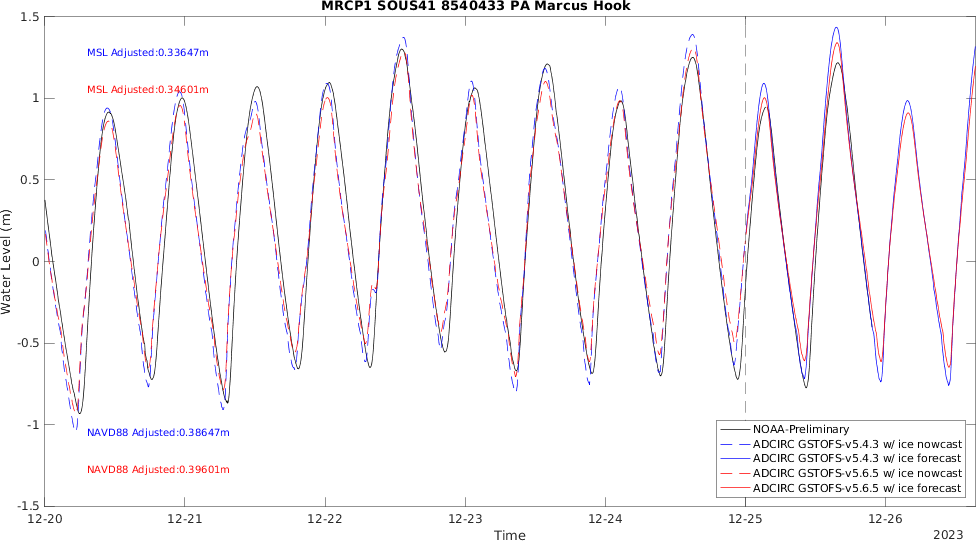 MRCP1 SOUS41 8540433 PA Marcus Hook
1.5
MSL Adjusted:0.33647m
MSL Adjusted:0.34601m
1
0.5
Water Level (m)
0
-0.5
-1
NAVD88 Adjusted:0.38647m
NOAA-Preliminary
ADCIRC GSTOFS-v5.4.3 w/ ice nowcast
ADCIRC GSTOFS-v5.4.3 w/ ice forecast
NAVD88 Adjusted:0.39601m
ADCIRC GSTOFS-v5.6.5 w/ ice nowcast
ADCIRC GSTOFS-v5.6.5 w/ ice forecast
-1.5
12-20 12-21 12-22 12-23 12-24 12-25 12-26
Time
2023